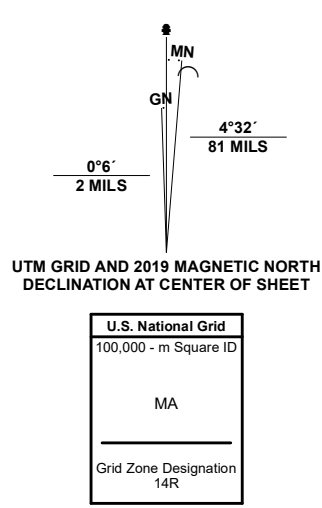 MN
GN
4°32´
81 MILS
0°6´
2 MILS
UTM GRID AND 2019 MAGNETIC NORTH
DECLINATION AT CENTER OF SHEET
U.S. National Grid
100,000 - m Square ID
MA
Grid Zone Designation
14R